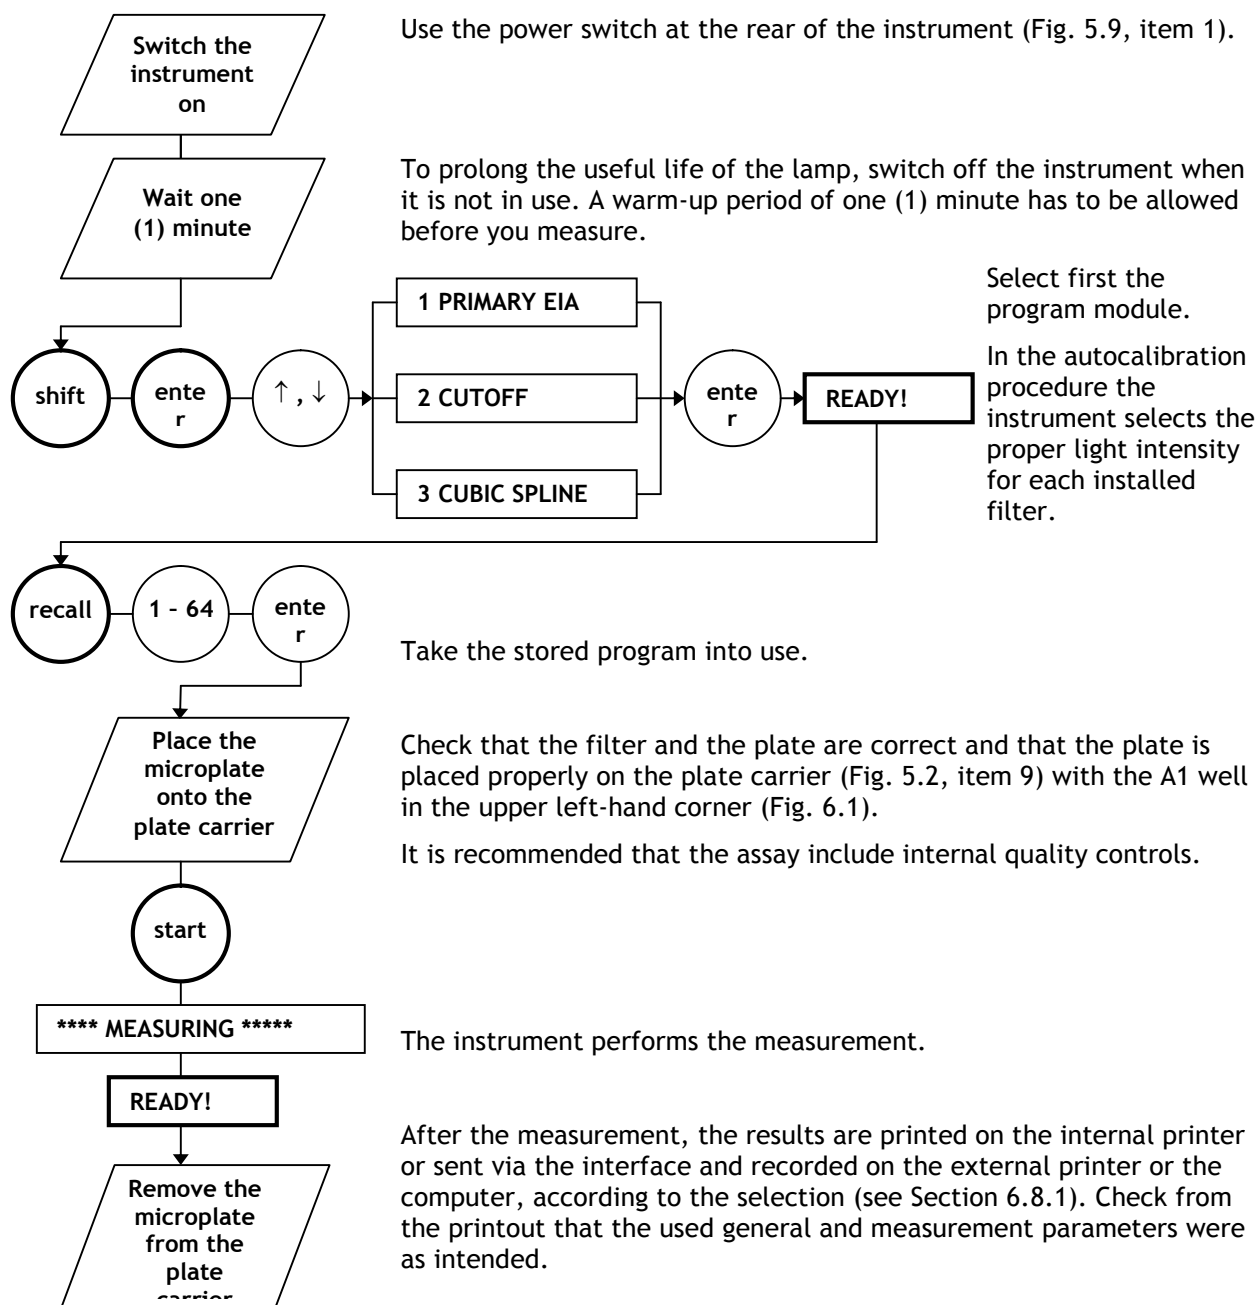 Switch the
instrument
on
Use the power switch at the rear of the instrument (Fig. 5.9, item 1).
Wait one
(1) minute
To prolong the useful life of the lamp, switch off the instrument when
it is not in use. A warm-up period of one (1) minute has to be allowed
before you measure.
shift
ente
r
↑ , ↓
1 PRIMARY EIA
2 CUTOFF
3 CUBIC SPLINE
ente
r
READY!
Select first the
program module.
In the autocalibration
procedure the
instrument selects the
proper light intensity
for each installed
filter.
recall
1 – 64
ente
r
Take the stored program into use.
Place the
microplate
onto the
plate carrier
Check that the filter and the plate are correct and that the plate is
placed properly on the plate carrier (Fig. 5.2, item 9) with the A1 well
in the upper left-hand corner (Fig. 6.1).
It is recommended that the assay include internal quality controls.
start
**** MEASURING *****
The instrument performs the measurement.
READY!
Remove the
microplate
from the
plate
carrier
After the measurement, the results are printed on the internal printer
or sent via the interface and recorded on the external printer or the
computer, according to the selection (see Section 6.8.1). Check from
the printout that the used general and measurement parameters were
as intended.